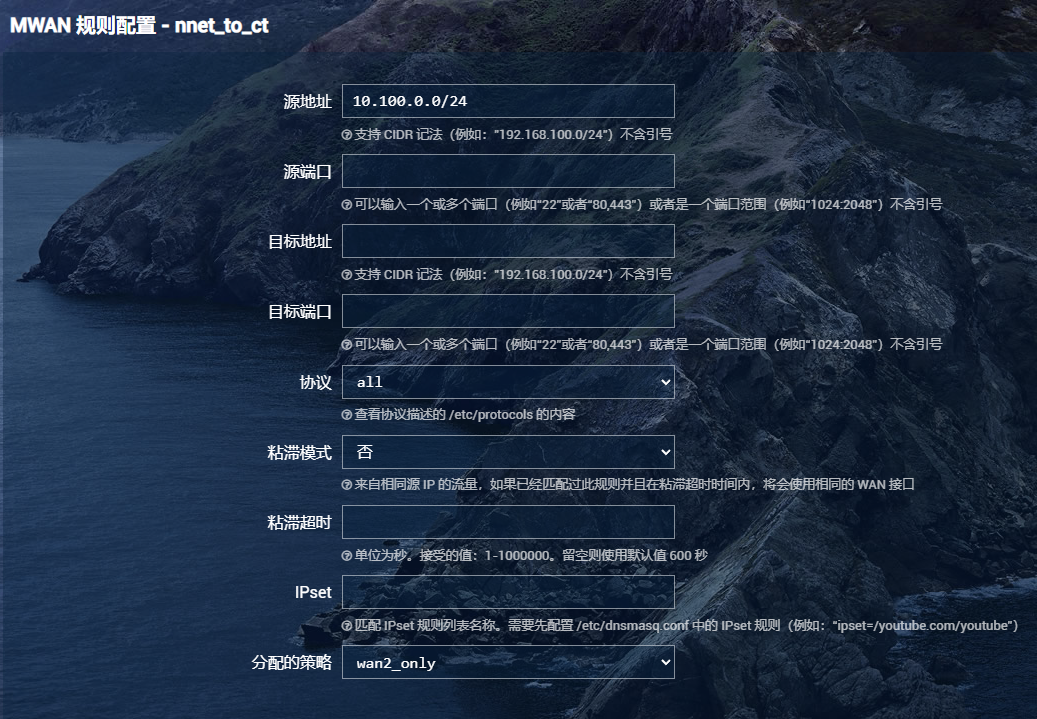 MWAN 规则配置 - nnet_to_ct
源地址 10.100.0.0/24
支持 CIDR 记法（例如："192.168.100.0/24"）不含引号
源端口
可以输入一个或多个端口（例如"22"或者"80,443"）或者是一个端口范围（例如"1024:2048"）不含引号
目标地址
支持 CIDR 记法（例如："192.168.100.0/24"）不含引号
目标端口
可以输入一个或多个端口（例如"22"或者"80,443"）或者是一个端口范围（例如"1024:2048"）不含引号
协议 all
查看协议描述的 /etc/protocols 的内容
粘滞模式 否
来自相同源 IP 的流量，如果已经匹配过此规则并且在粘滞超时时间内，将会使用相同的 WAN 接口
粘滞超时
单位为秒。接受的值：1-1000000。留空则使用默认值 600 秒
IPset
匹配 IPset 规则列表名称。需要先配置 /etc/dnsmasq.conf 中的 IPset 规则（例如："ipset=/youtube.com/youtube"）
分配的策略 wan2_only